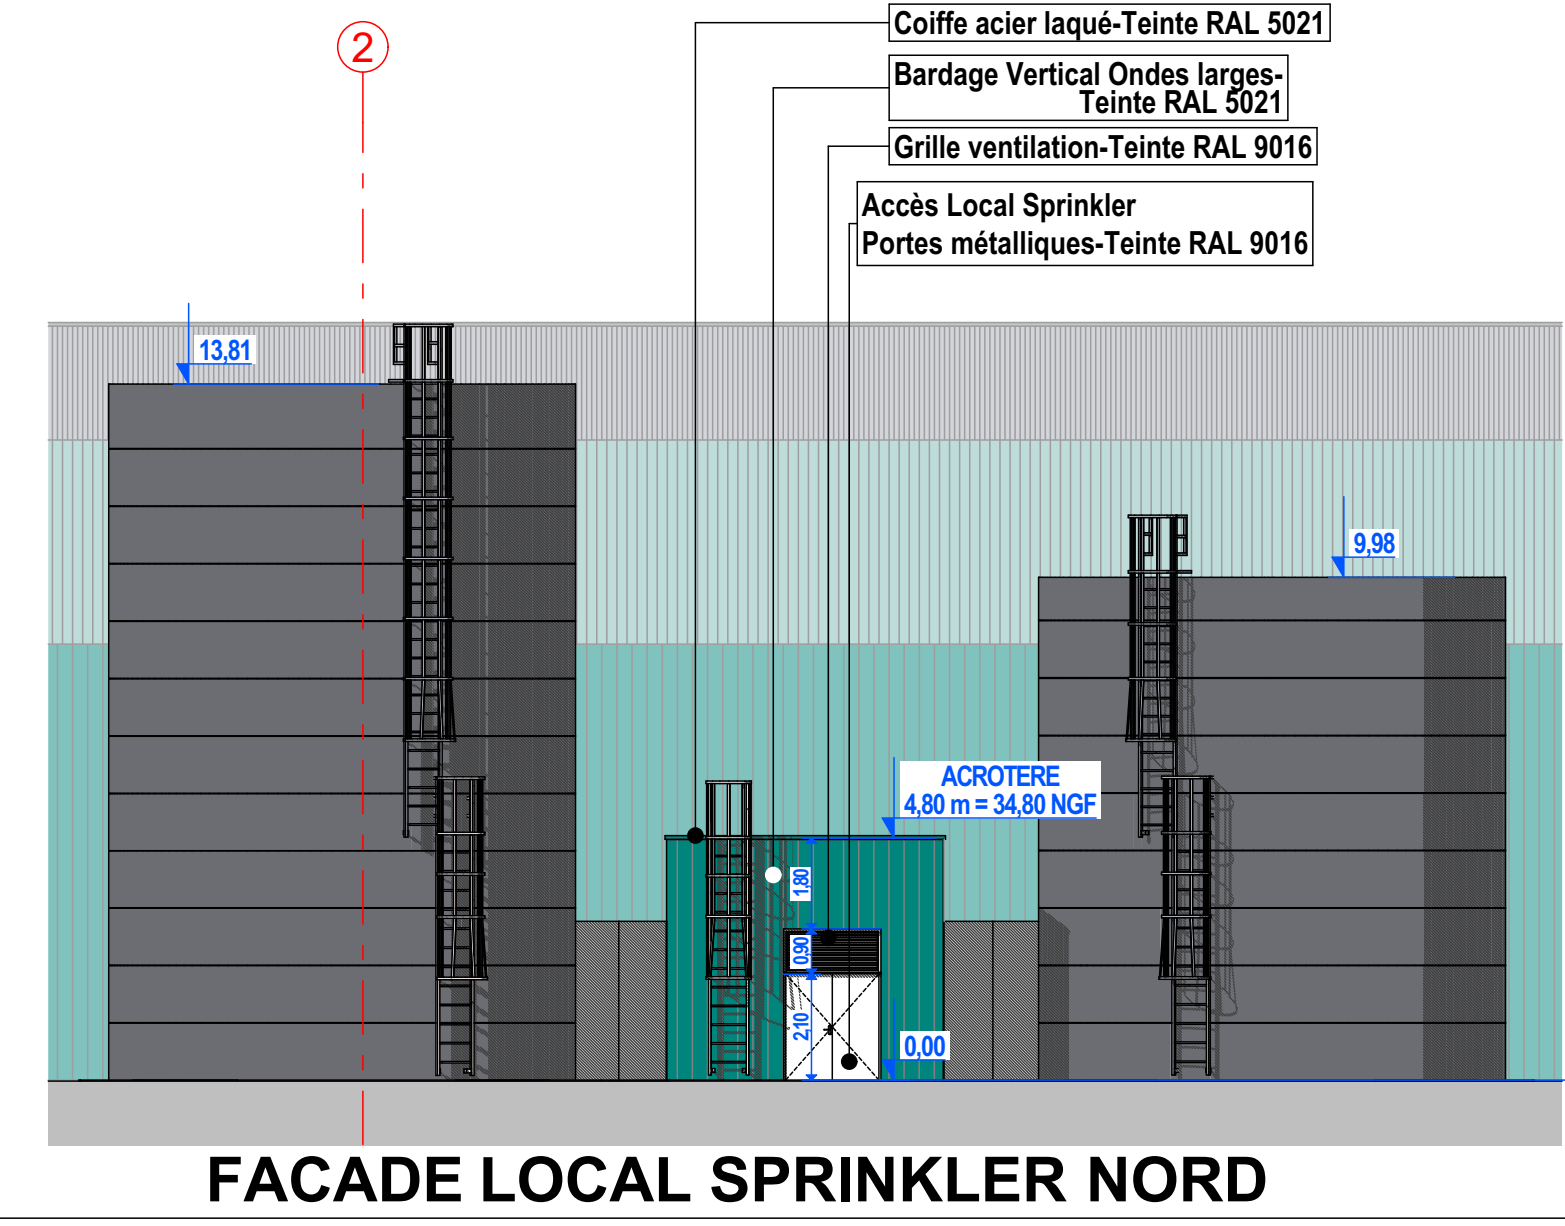 Coiffe acier laqué-Teinte RAL 5021
Bardage Vertical Ondes larges-
Teinte RAL 5021
Grille ventilation-Teinte RAL 9016
Accès Local Sprinkler
Portes métalliques-Teinte RAL 9016
2
13,81
9,98
ACROTERE
4,80 m = 34,80 NGF
1,80
0,90
2,10
0,00
FACADE LOCAL SPRINKLER NORD